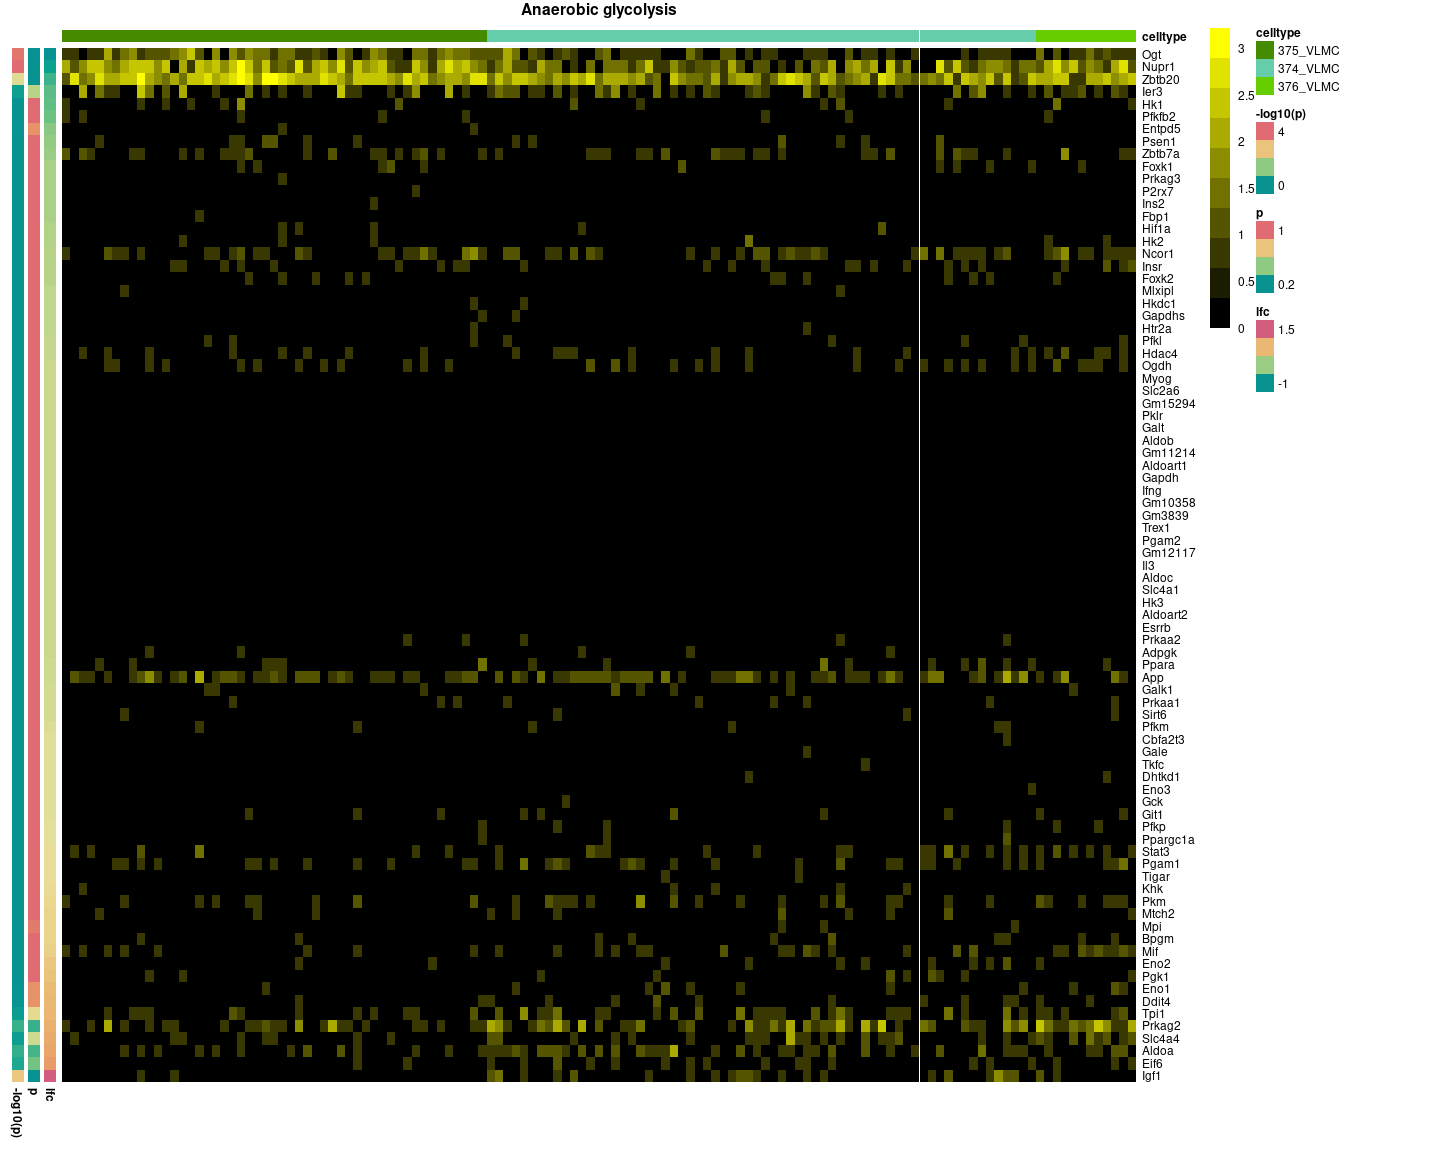 Anaerobic glycolysis
celltype
Ogt
Nupr1
Zbtb20
Ier3
Hk1
Pfkfb2
Entpd5
Psen1
Zbtb7a
Foxk1
Prkag3
P2rx7
Ins2
Fbp1
Hif1a
Hk2
Ncor1
Insr
Foxk2
Mlxipl
Hkdc1
Gapdhs
Htr2a
Pfkl
Hdac4
Ogdh
Myog
Slc2a6
Gm15294
Pklr
Galt
Aldob
Gm11214
Aldoart1
Gapdh
Ifng
Gm10358
Gm3839
Trex1
Pgam2
Gm12117
Il3
Aldoc
Slc4a1
Hk3
Aldoart2
Esrrb
Prkaa2
Adpgk
Ppara
App
Galk1
Prkaa1
Sirt6
Pfkm
Cbfa2t3
Gale
Tkfc
Dhtkd1
Eno3
Gck
Git1
Pfkp
Ppargc1a
Stat3
Pgam1
Tigar
Khk
Pkm
Mtch2
Mpi
Bpgm
Mif
Eno2
Pgk1
Eno1
Ddit4
Tpi1
Prkag2
Slc4a4
Aldoa
Eif6
Igf1
-log10(p)
p
lfc
3
2.5
2
1.5
1
0.5
0
celltype
375_VLMC
374_VLMC
376_VLMC
-log10(p)
4
0
p
1
0.2
lfc
1.5
-1